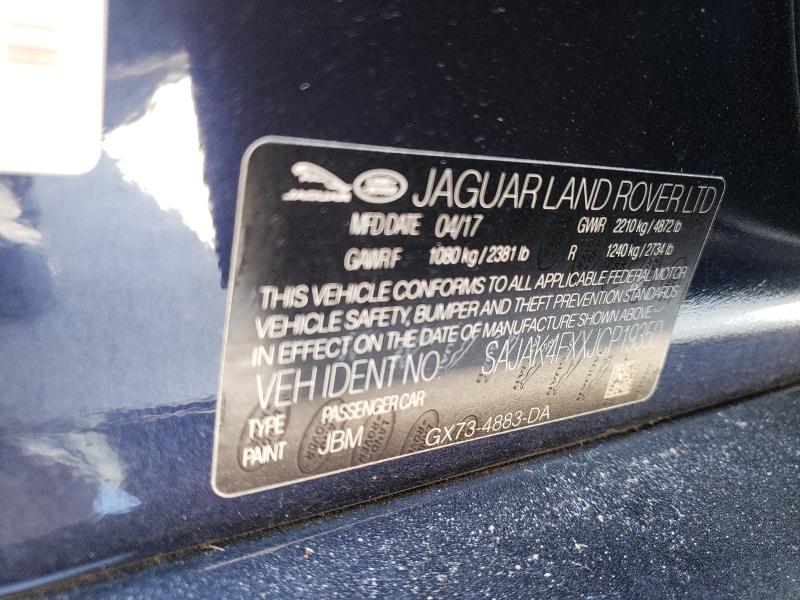 JAGUAR JAGUAR LAND ROVER LTD
MFD DATE 04/17 GVWR 2210 kg / 4872 lb
GAWR F 1080 kg / 2381 lb R 1240 kg / 2734 lb
THIS VEHICLE CONFORMS TO ALL APPLICABLE FEDERAL MOTOR
VEHICLE SAFETY, BUMPER AND THEFT PREVENTION STANDARDS
IN EFFECT ON THE DATE OF MANUFACTURE SHOWN ABOVE
VEH IDENT NO. SAJAK4FXXJCP19350
TYPE PASSENGER CAR
PAINT JBM GX73-4883-DA